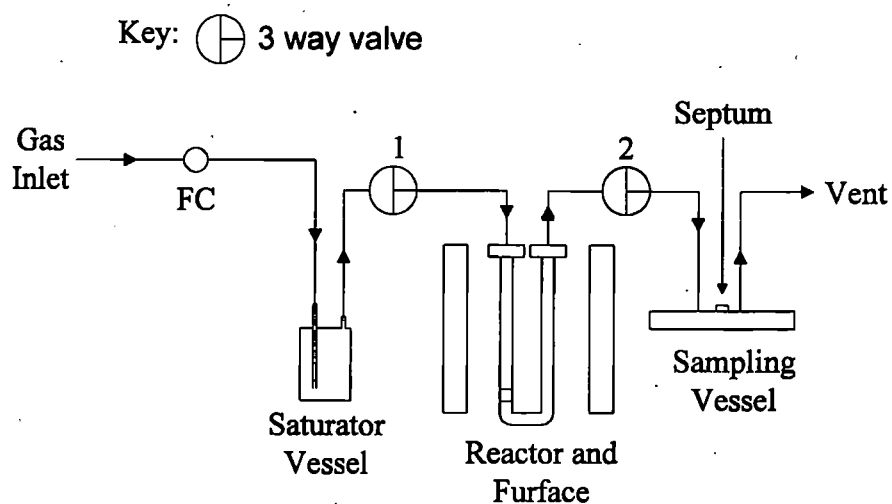 Key: 3 way valve
Septum
Gas
Inlet
FC
1
2
Vent
Saturator
Vessel
Reactor and
Furface
Sampling
Vessel